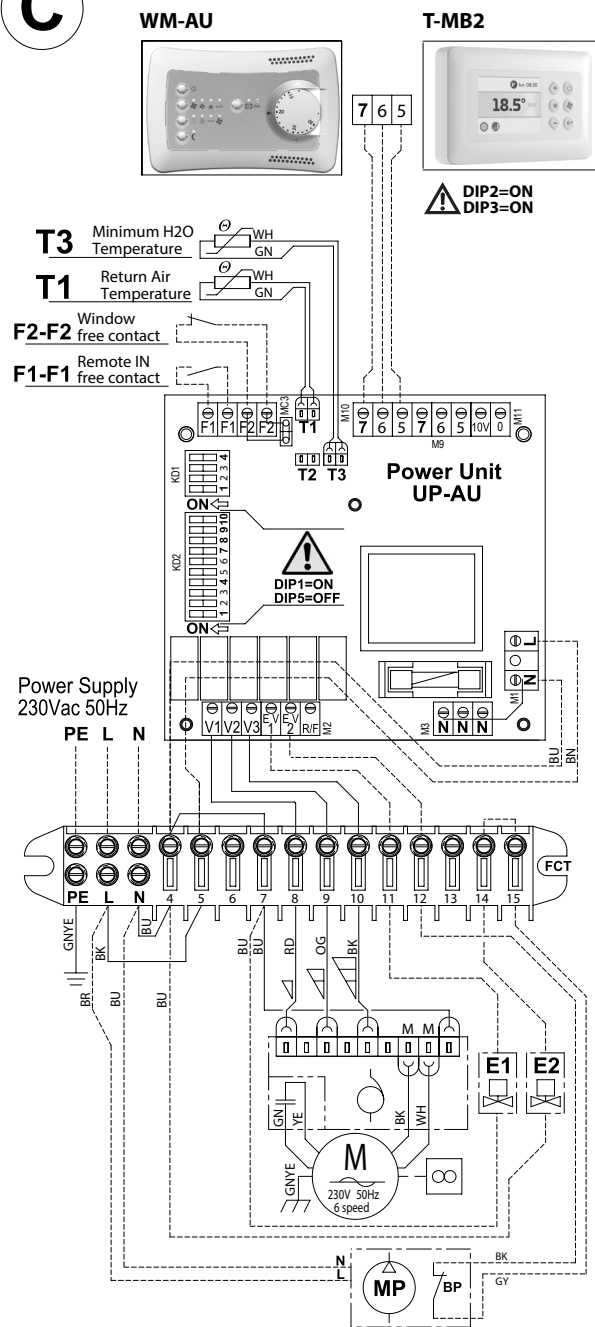 C
WM-AU
T-MB2
lun 08:30
18.5°
7 6 5
DIP2=ON
DIP3=ON
T3 Minimum H2O Temperature
WH
GN
T1 Return Air Temperature
WH
GN
F2-F2 Window free contact
F1-F1 Remote IN free contact
F1 F1 F2 F2
MC3
T1
M10
7 6 5 7 6 5 10V 0
M11
M9
T2 T3
Power Unit
UP-AU
KD1
1 2 3 4
ON
KD2
1 2 3 4 5 6 7 8 9 10
ON
DIP1=ON
DIP5=OFF
L
N
M1
Power Supply
230Vac 50Hz
PE L N
V1 V2 V3 EV1 EV2 R/F
M2
M3
N N N
BU
BN
FCT
PE L N 4 5 6 7 8 9 10 11 12 13 14 15
GNYE
BK
BU
BR
BU
BU
BU
BU
RD
OG
BK
M M
E1
E2
GN
YE
BK
WH
GNYE
M
230V 50Hz
6 speed
N
L
MP
BP
BK
GY